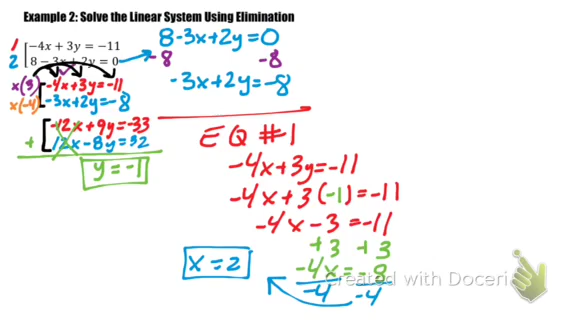 Example 2: Solve the Linear System Using Elimination
1 −4x + 3y = −11
2 8 − 3x + 2y = 0
x(3) -4x+3y=-11
x(-4) -3x+2y=-8
-12x+9y=-33
+ 12x-8y=32
y=-1
8-3x+2y=0
-8 -8
-3x+2y=-8
EQ #1
-4x+3y=-11
-4x+3(-1)=-11
-4x-3=-11
+3 +3
-4x=-8
-4 -4
x=2
Created with Doceri